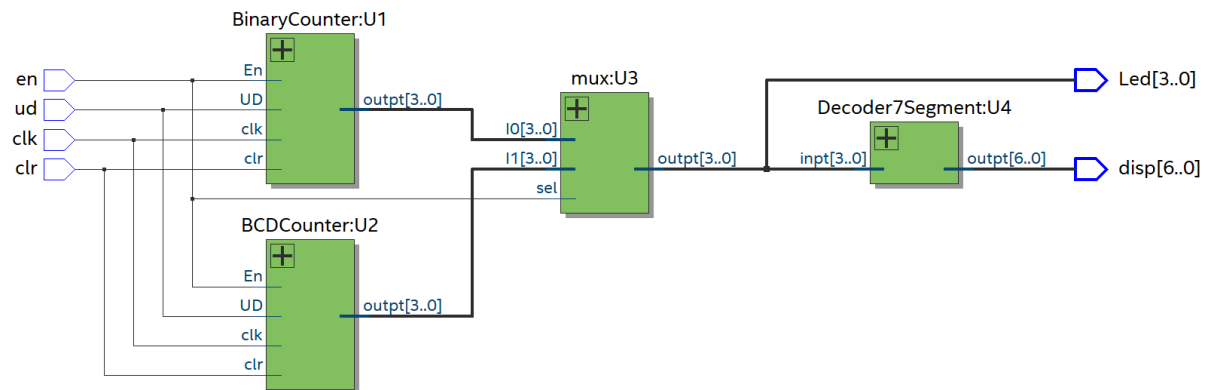 BinaryCounter:U1
en
ud
clk
clr
En
UD
clk
clr
outpt[3..0]
mux:U3
I0[3..0]
I1[3..0]
sel
outpt[3..0]
Decoder7Segment:U4
inpt[3..0]
outpt[6..0]
Led[3..0]
disp[6..0]
BCDCounter:U2
En
UD
clk
clr
outpt[3..0]